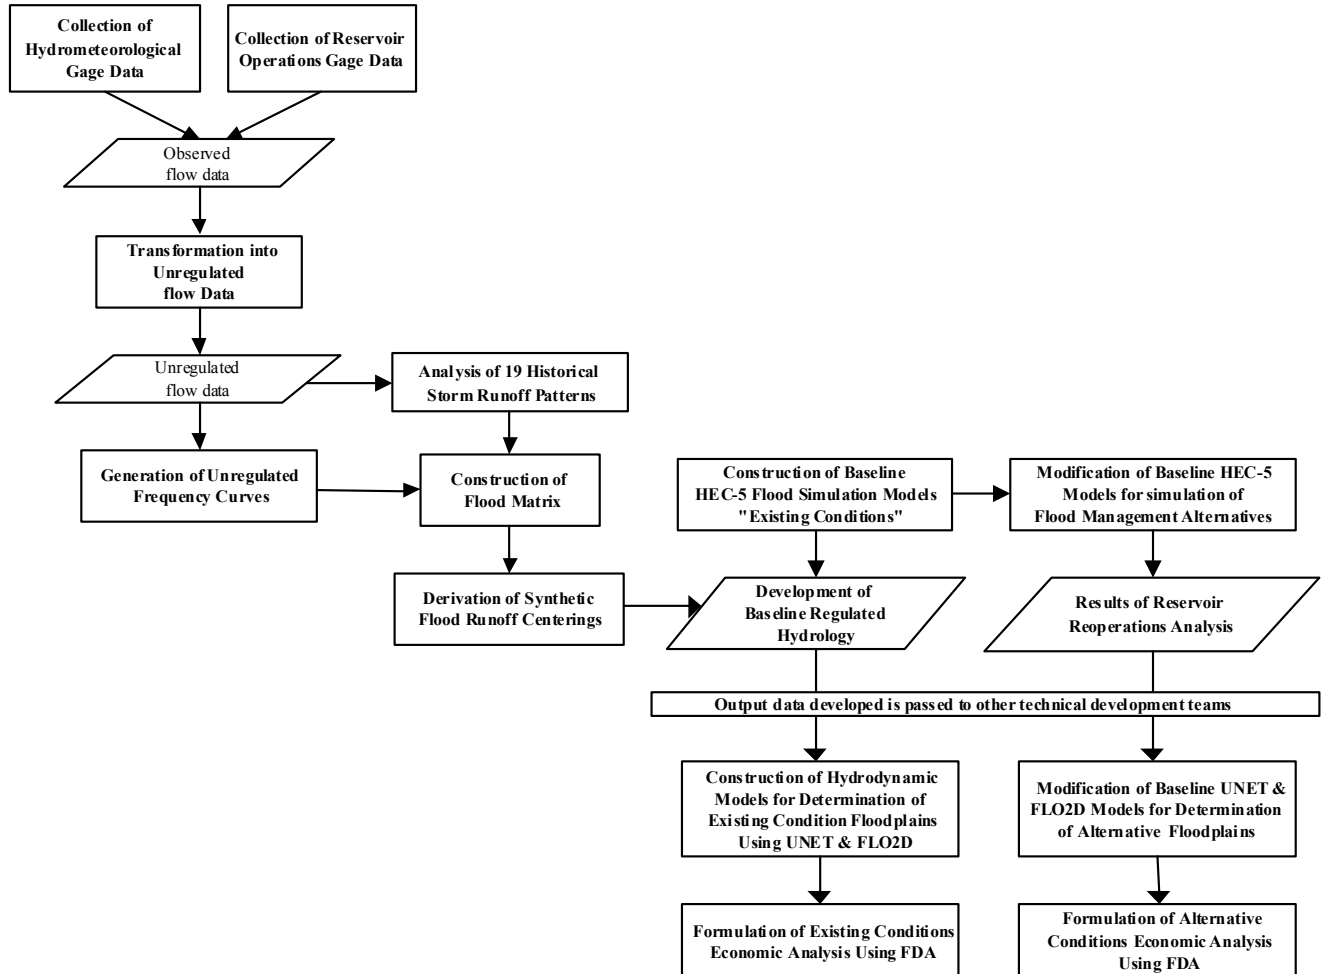 Collection of
Hydrometeorological
Gage Data
Collection of Reservoir
Operations Gage Data
Observed
flow data
Transformation into
Unregulated
flow Data
Unregulated
flow data
Analysis of 19 Historical
Storm Runoff Patterns
Generation of Unregulated
Frequency Curves
Construction of
Flood Matrix
Construction of Baseline
HEC-5 Flood Simulation Models
"Existing Conditions"
Modification of Baseline HEC-5
Models for simulation of
Flood Management Alternatives
Derivation of Synthetic
Flood Runoff Centerings
Development of
Baseline Regulated
Hydrology
Results of Reservoir
Reoperations Analysis
Output data developed is passed to other technical development teams
Construction of Hydrodynamic
Models for Determination of
Existing Condition Floodplains
Using UNET & FLO2D
Modification of Baseline UNET &
FLO2D Models for Determination
of Alternative Floodplains
Formulation of Existing Conditions
Economic Analysis Using FDA
Formulation of Alternative
Conditions Economic Analysis
Using FDA